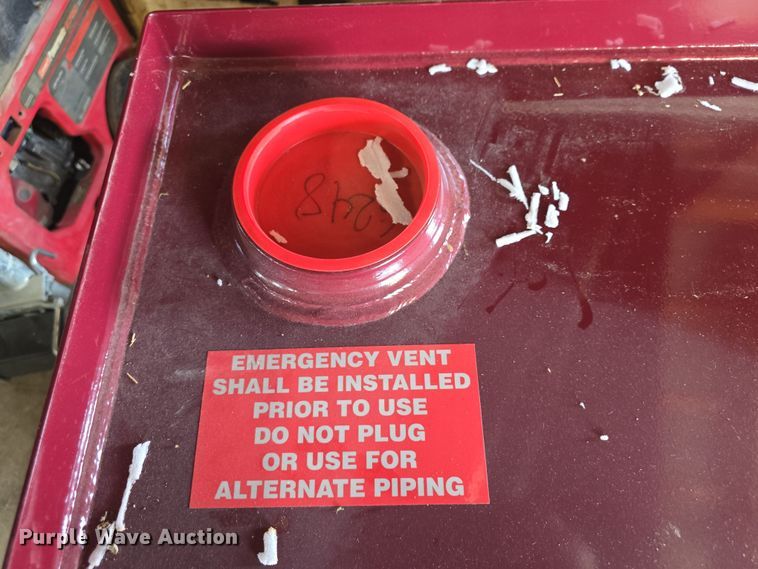 EMERGENCY VENT
SHALL BE INSTALLED
PRIOR TO USE
DO NOT PLUG
OR USE FOR
ALTERNATE PIPING
Purple Wave Auction